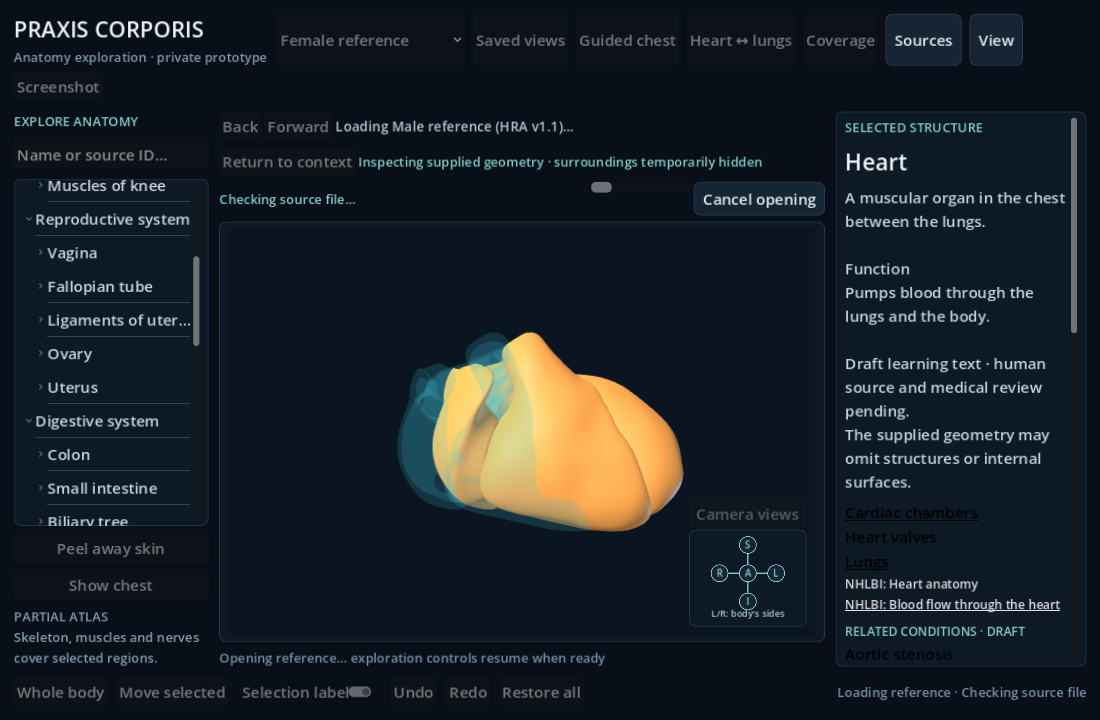 PRAXIS CORPORIS
Anatomy exploration · private prototype
Female reference
Saved views
Guided chest
Heart ↔ lungs
Coverage
Sources
View
Screenshot
EXPLORE ANATOMY
Name or source ID...
Muscles of knee
Reproductive system
Vagina
Fallopian tube
Ligaments of uter...
Ovary
Uterus
Digestive system
Colon
Small intestine
Biliary tree
Peel away skin
Show chest
PARTIAL ATLAS
Skeleton, muscles and nerves
cover selected regions.
Back
Forward
Loading Male reference (HRA v1.1)...
Return to context
Inspecting supplied geometry · surroundings temporarily hidden
Checking source file...
Cancel opening
Camera views
S
R
A
L
I
L/R: body's sides
Opening reference... exploration controls resume when ready
SELECTED STRUCTURE
Heart
A muscular organ in the chest
between the lungs.
Function
Pumps blood through the
lungs and the body.
Draft learning text · human
source and medical review
pending.
The supplied geometry may
omit structures or internal
surfaces.
Cardiac chambers
Heart valves
Lungs
NHLBI: Heart anatomy
NHLBI: Blood flow through the heart
RELATED CONDITIONS · DRAFT
Aortic stenosis
Whole body
Move selected
Selection label
Undo
Redo
Restore all
Loading reference · Checking source file